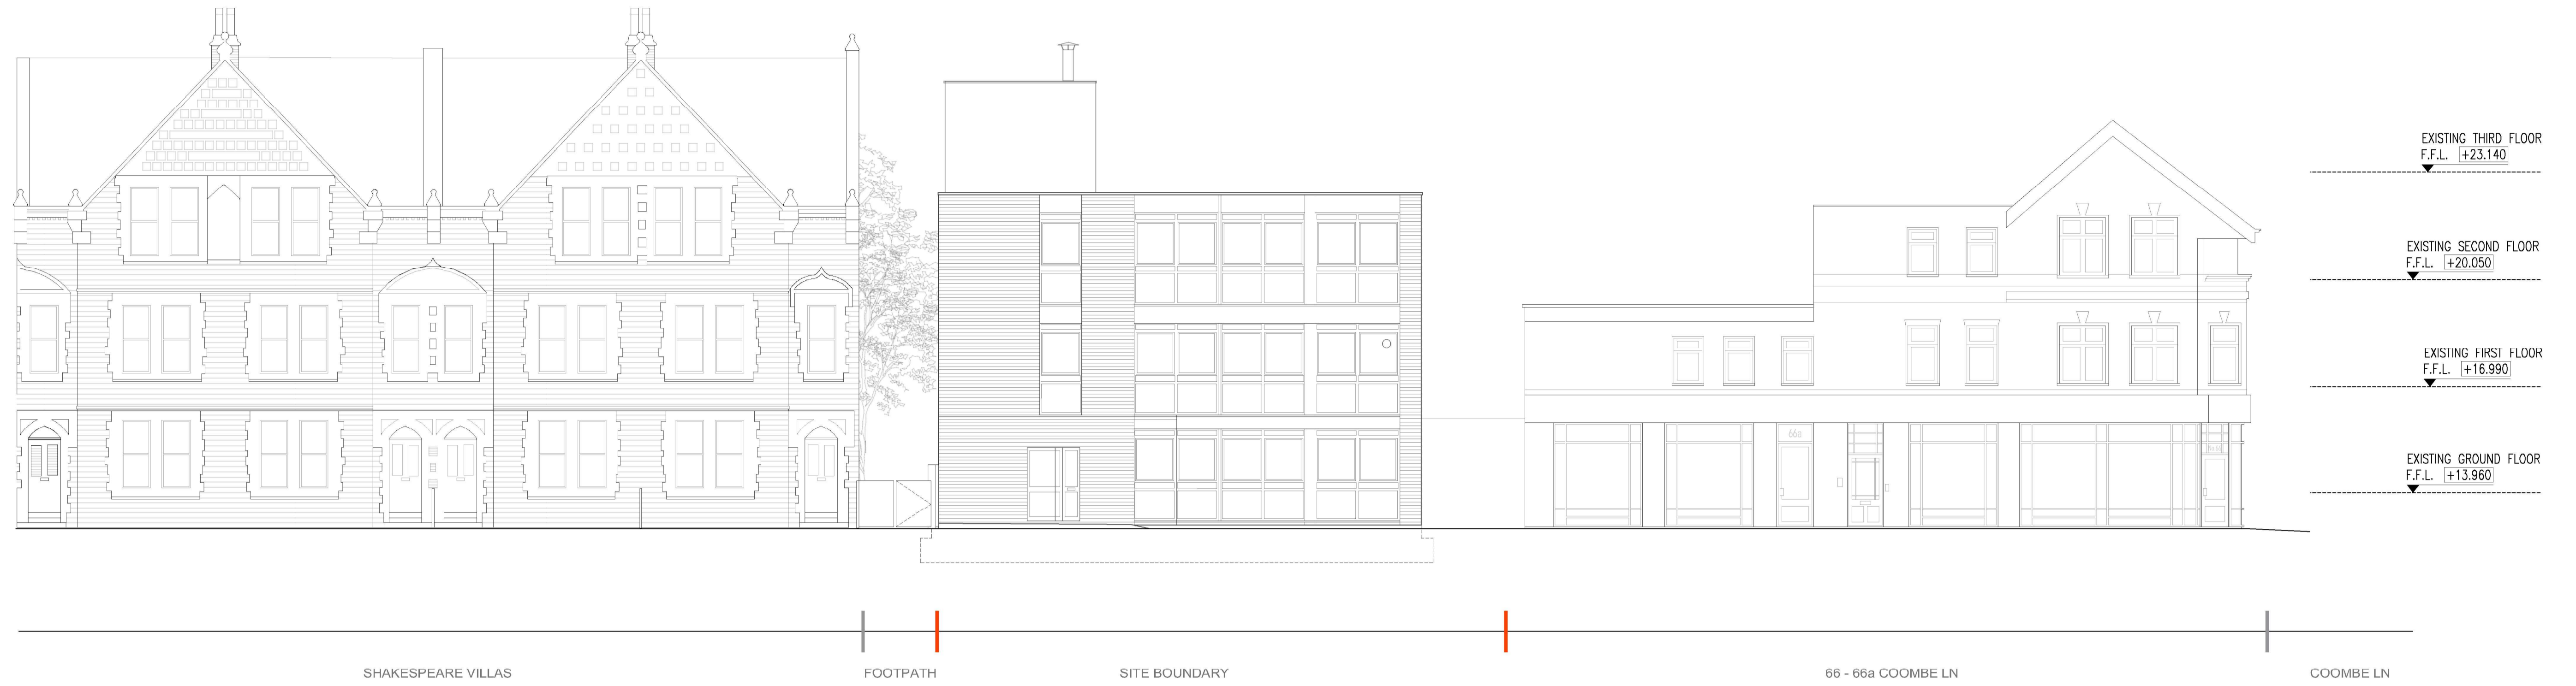 EXISTING THIRD FLOOR
F.F.L. +23.140
EXISTING SECOND FLOOR
F.F.L. +20.050
EXISTING FIRST FLOOR
F.F.L. +16.990
66a
EXISTING GROUND FLOOR
F.F.L. +13.960
SHAKESPEARE VILLAS
FOOTPATH
SITE BOUNDARY
66 - 66a COOMBE LN
COOMBE LN